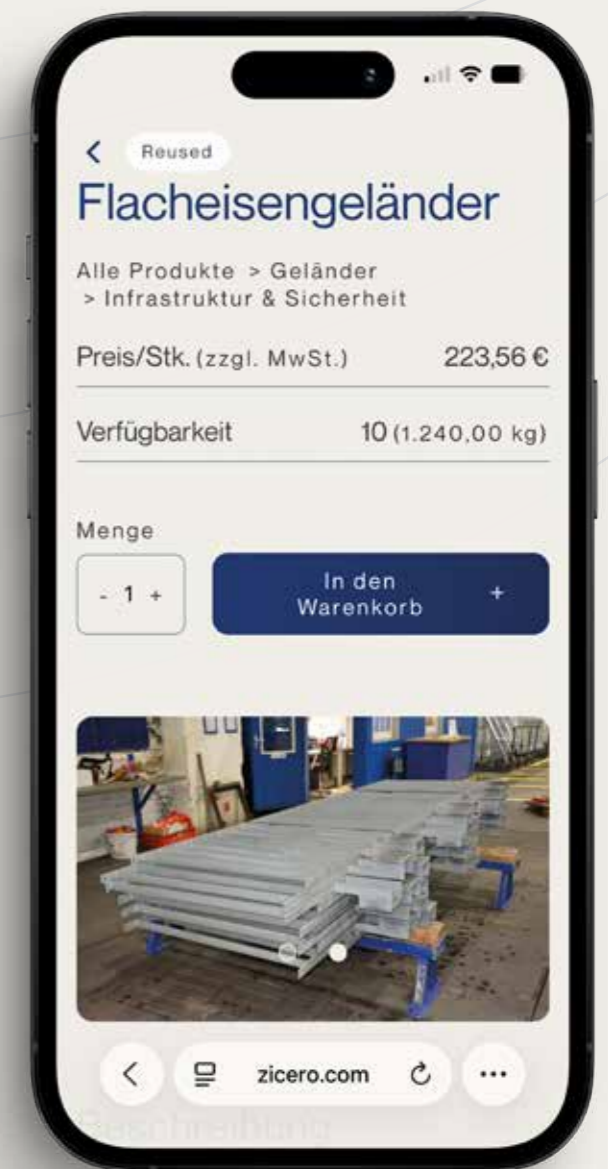 Reused
Flacheisengeländer
Alle Produkte > Geländer
> Infrastruktur & Sicherheit
Preis/Stk. (zzgl. MwSt.) 223,56 €
Verfügbarkeit 10 (1.240,00 kg)
Menge
- 1 +
In den
Warenkorb +
zicero.com
Beschreibung